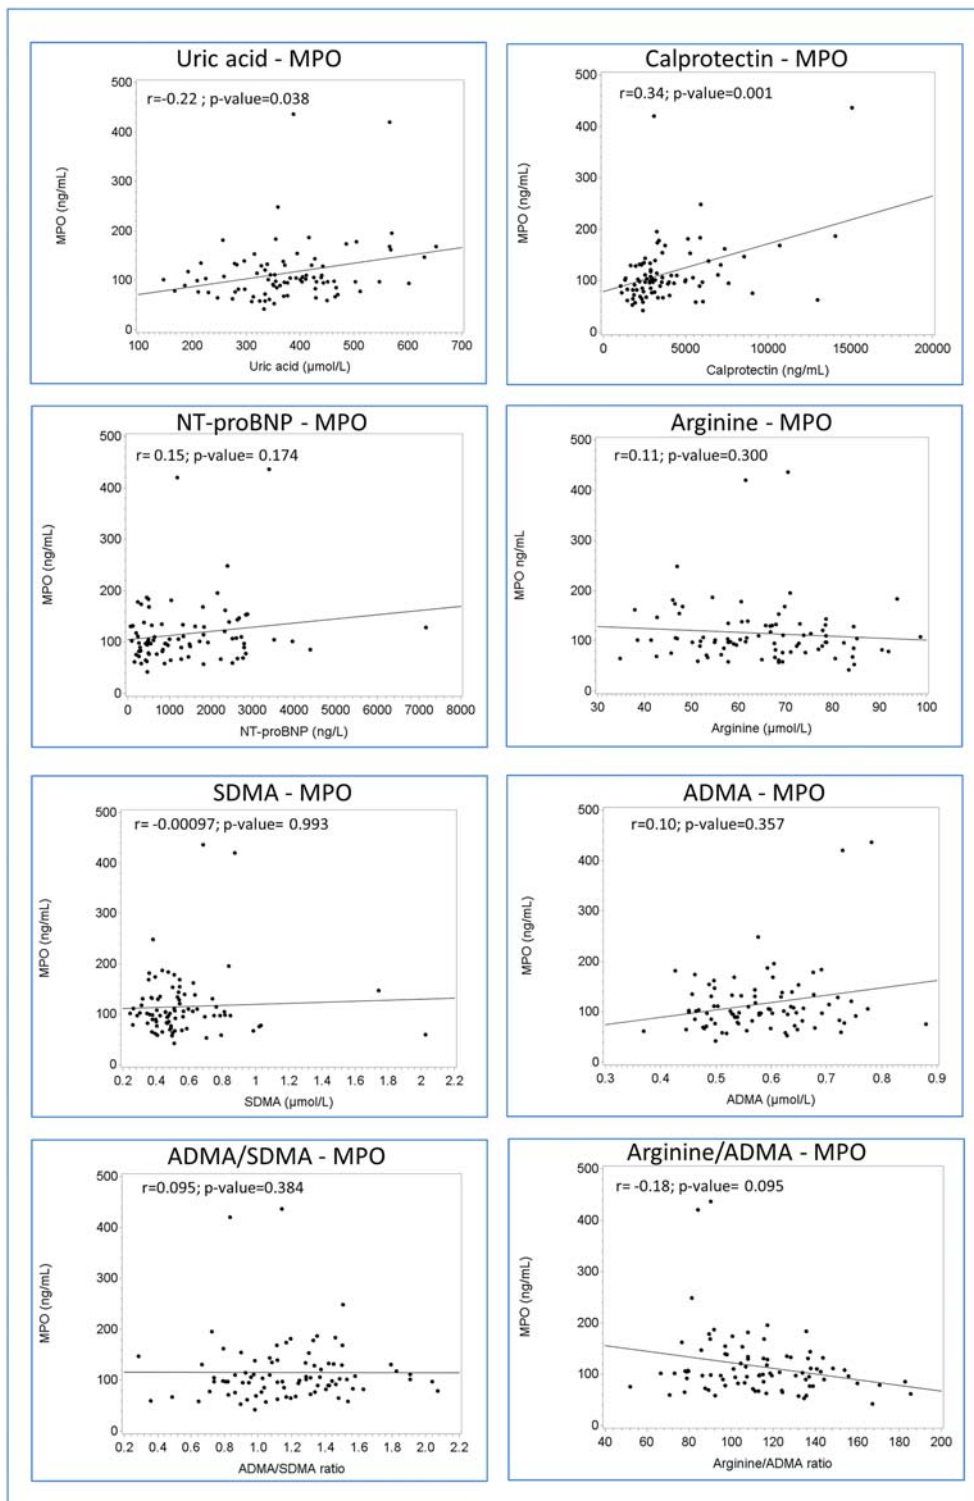 Uric acid - MPO
r=-0.22 ; p-value=0.038
500
400
300
200
100
0
MPO (ng/mL)
100 200 300 400 500 600 700
Uric acid (µmol/L)
Calprotectin - MPO
r=0.34; p-value=0.001
500
400
300
200
100
0
MPO (ng/mL)
0 5000 10000 15000 20000
Calprotectin (ng/mL)
NT-proBNP - MPO
r= 0.15; p-value= 0.174
500
400
300
200
100
0
MPO (ng/mL)
0 1000 2000 3000 4000 5000 6000 7000 8000
NT-proBNP (ng/L)
Arginine - MPO
r=0.11; p-value=0.300
500
400
300
200
100
0
MPO ng/mL
30 40 50 60 70 80 90 100
Arginine (µmol/L)
SDMA - MPO
r= -0.00097; p-value= 0.993
500
400
300
200
100
0
MPO (ng/mL)
0.2 0.4 0.6 0.8 1.0 1.2 1.4 1.6 1.8 2.0 2.2
SDMA (µmol/L)
ADMA - MPO
r=0.10; p-value=0.357
500
400
300
200
100
0
MPO (ng/mL)
0.3 0.4 0.5 0.6 0.7 0.8 0.9
ADMA (µmol/L)
ADMA/SDMA - MPO
r=0.095; p-value=0.384
500
400
300
200
100
0
MPO (ng/mL)
0.2 0.4 0.6 0.8 1.0 1.2 1.4 1.6 1.8 2.0 2.2
ADMA/SDMA ratio
Arginine/ADMA - MPO
r= -0.18; p-value= 0.095
500
400
300
200
100
0
MPO (ng/mL)
40 60 80 100 120 140 160 180 200
Arginine/ADMA ratio